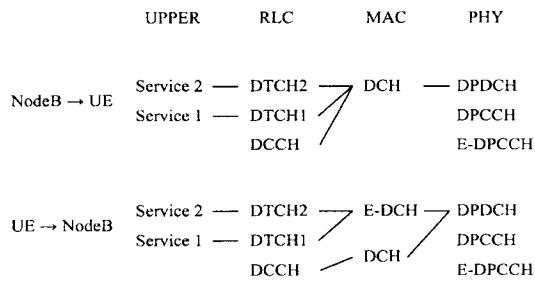 UPPER RLC MAC PHY
NodeB → UE
Service 2 DTCH2 DCH DPDCH
Service 1 DTCH1 DPCCH
DCCH E-DPCCH
UE → NodeB
Service 2 DTCH2 E-DCH DPDCH
Service 1 DTCH1 DPCCH
DCCH DCH E-DPCCH